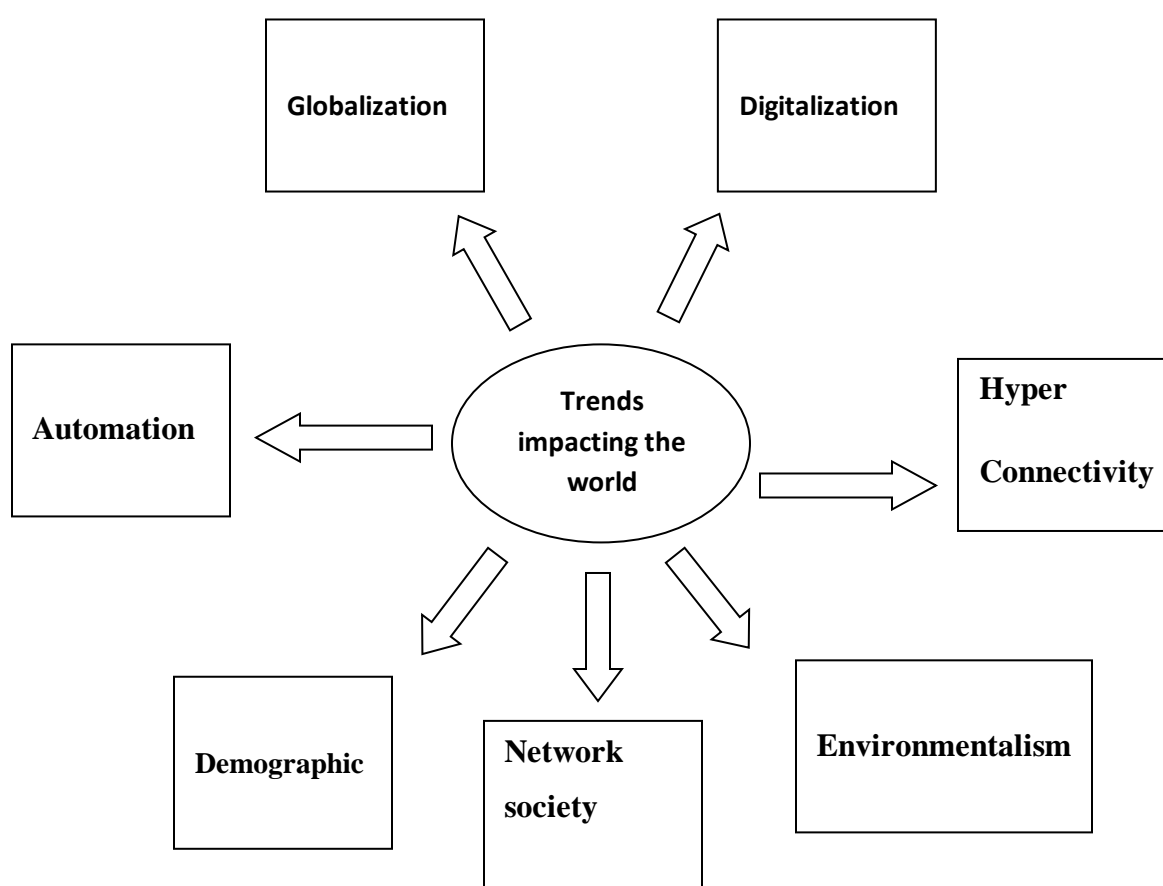 Globalization
Digitalization
Automation
Trends
impacting the
world
Hyper
Connectivity
Demographic
Network
society
Environmentalism